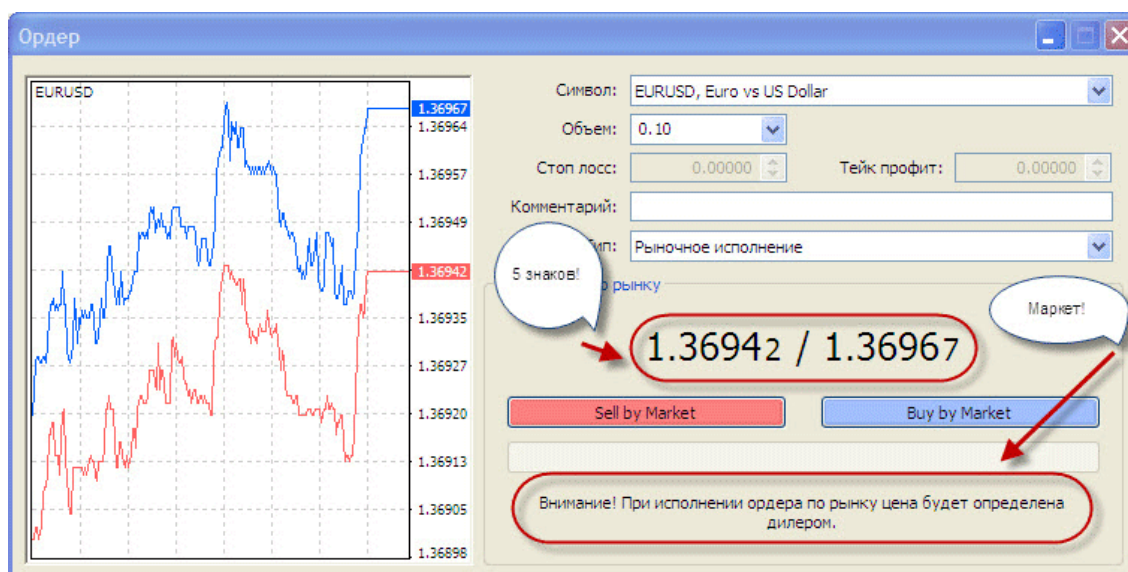 Ордер
EURUSD
1.36967
1.36964
1.36957
1.36949
1.36942
1.36935
1.36927
1.36920
1.36913
1.36905
1.36898
Символ: EURUSD, Euro vs US Dollar
Объем: 0.10
Стоп лосс: 0.00000 Тейк профит: 0.00000
Комментарий:
Рыночное исполнение
5 знаков!
рынку
Маркет!
1.36942 / 1.36967
Sell by Market Buy by Market
Внимание! При исполнении ордера по рынку цена будет определена
дилером.